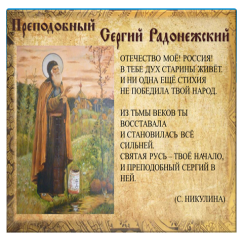 Преподобный Сергий Радонежский
ОТЕЧЕСТВО МОЁ! РОССИЯ!
В ТЕБЕ ДУХ СТАРИНЫ ЖИВЁТ.
И НИ ОДНА ЕЩЁ СТИХИЯ
НЕ ПОБЕДИЛА ТВОЙ НАРОД.
ИЗ ТЬМЫ ВЕКОВ ТЫ
ВОССТАВАЛА
И СТАНОВИЛАСЬ ВСЁ
СИЛЬНЕЙ.
СВЯТАЯ РУСЬ – ТВОЁ НАЧАЛО,
И ПРЕПОДОБНЫЙ СЕРГИЙ В
НЕЙ.
(С. НИКУЛИНА)